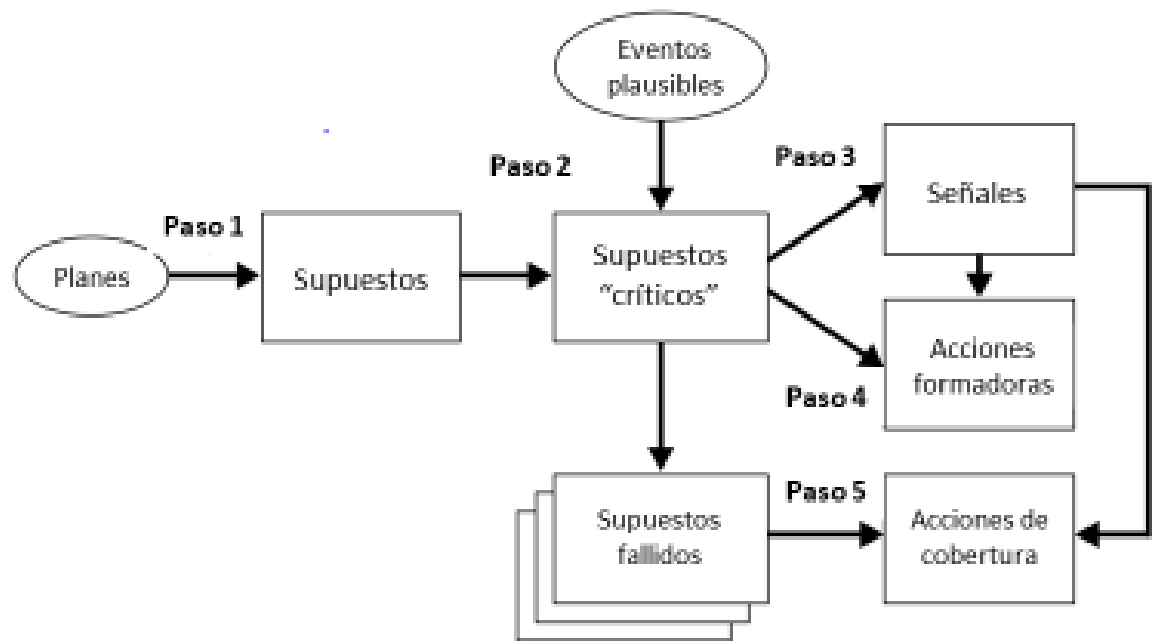 Eventos
plausibles
Paso 1
Paso 2
Paso 3
Planes
Supuestos
Supuestos
“críticos”
Señales
Acciones
formadoras
Paso 4
Supuestos
fallidos
Paso 5
Acciones de
cobertura